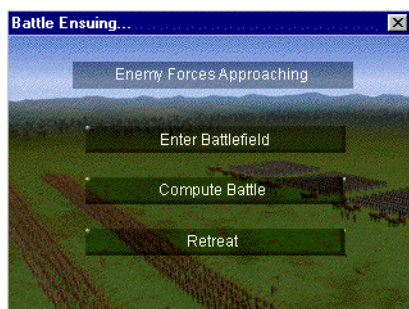 Battle Ensuing...
Enemy Forces Approaching
Enter Battlefield
Compute Battle
Retreat